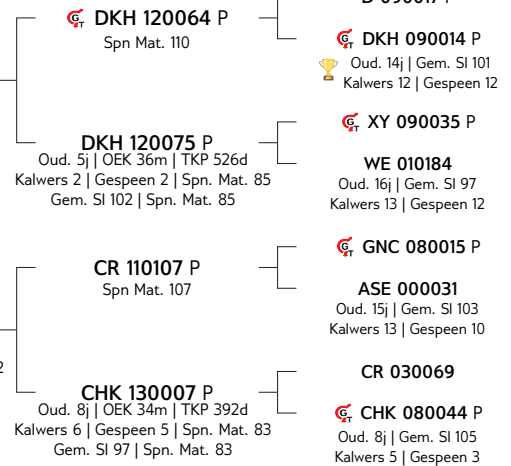 DKH 120064 P
Spn Mat. 110
DKH 090014 P
Oud. 14j | Gem. SI 101
Kalwers 12 | Gespeen 12
XY 090035 P
DKH 120075 P
Oud. 5j | OEK 36m | TKP 526d
Kalwers 2 | Gespeen 2 | Spn. Mat. 85
Gem. SI 102 | Spn. Mat. 85
WE 010184
Oud. 16j | Gem. SI 97
Kalwers 13 | Gespeen 12
GNC 080015 P
CR 110107 P
Spn Mat. 107
ASE 000031
Oud. 15j | Gem. SI 103
Kalwers 13 | Gespeen 10
CR 030069
CHK 130007 P
Oud. 8j | OEK 34m | TKP 392d
Kalwers 6 | Gespeen 5 | Spn. Mat. 83
Gem. SI 97 | Spn. Mat. 83
CHK 080044 P
Oud. 8j | Gem. SI 105
Kalwers 5 | Gespeen 3